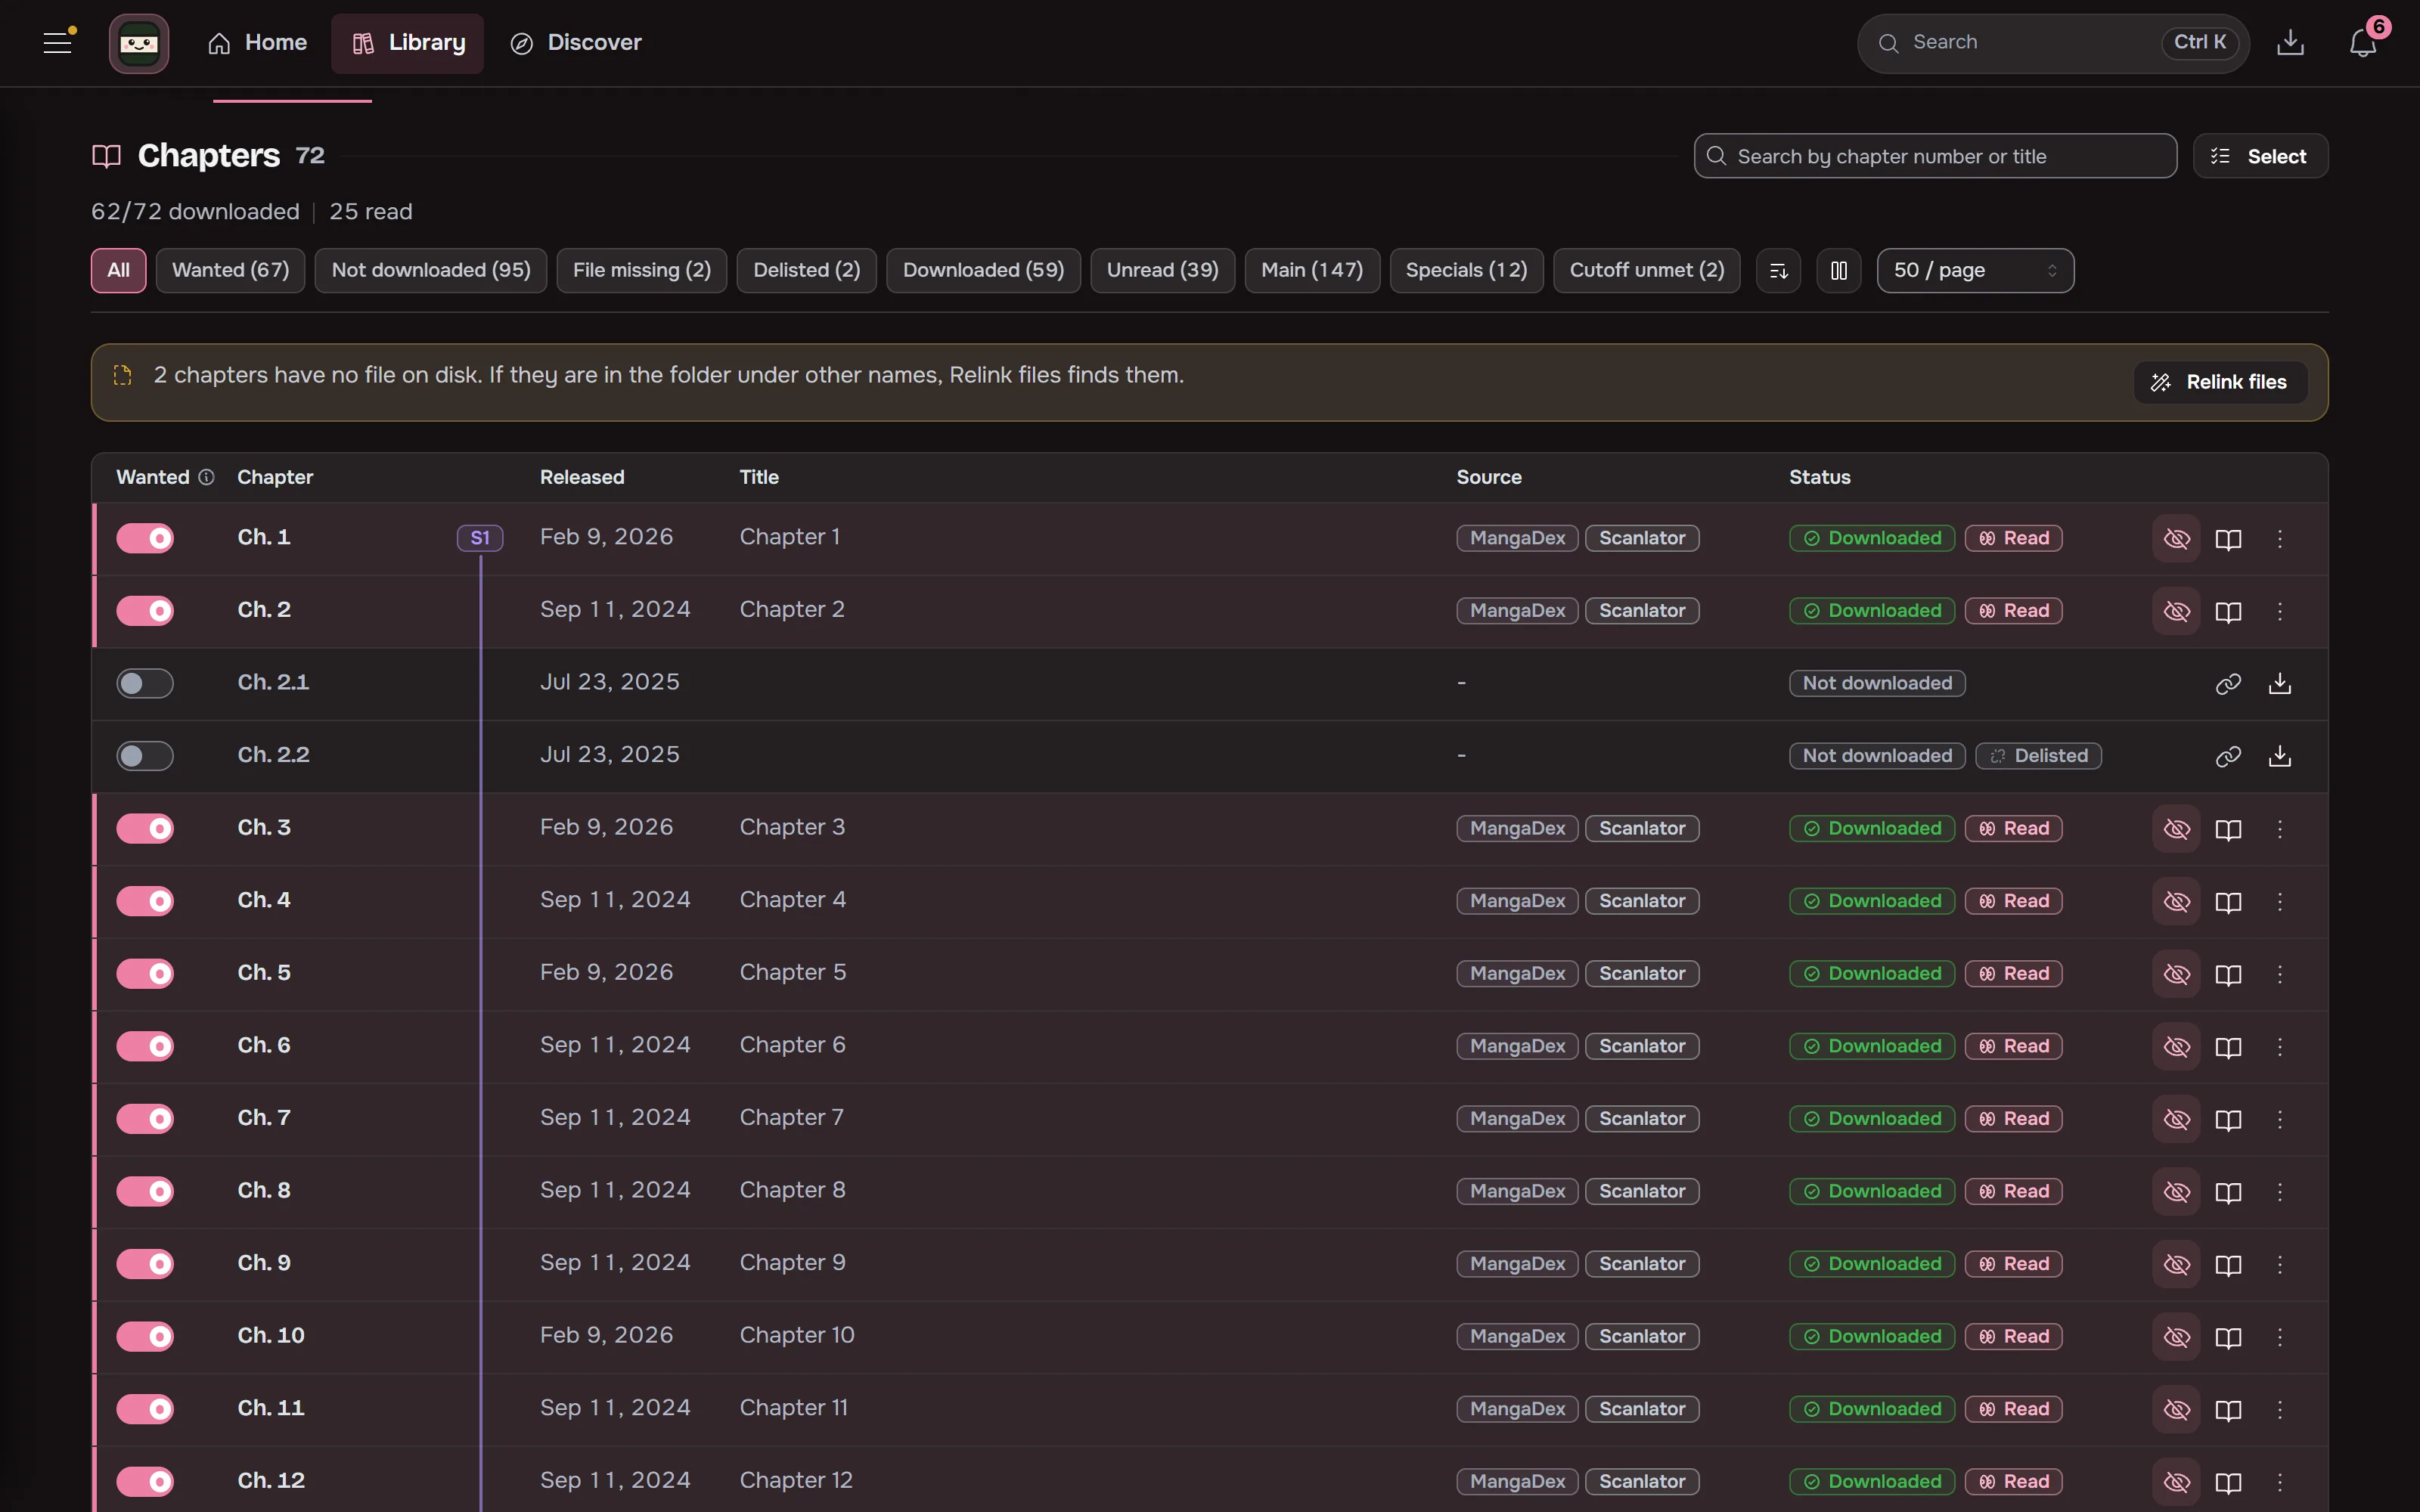 Home
Library
Discover
Search
Ctrl K
6
Chapters 72
Search by chapter number or title
Select
62/72 downloaded | 25 read
All
Wanted (67)
Not downloaded (95)
File missing (2)
Delisted (2)
Downloaded (59)
Unread (39)
Main (147)
Specials (12)
Cutoff unmet (2)
50 / page
2 chapters have no file on disk. If they are in the folder under other names, Relink files finds them.
Relink files
Wanted Chapter Released Title Source Status
Ch. 1 S1 Feb 9, 2026 Chapter 1 MangaDex Scanlator Downloaded Read
Ch. 2 Sep 11, 2024 Chapter 2 MangaDex Scanlator Downloaded Read
Ch. 2.1 Jul 23, 2025 - Not downloaded
Ch. 2.2 Jul 23, 2025 - Not downloaded Delisted
Ch. 3 Feb 9, 2026 Chapter 3 MangaDex Scanlator Downloaded Read
Ch. 4 Sep 11, 2024 Chapter 4 MangaDex Scanlator Downloaded Read
Ch. 5 Feb 9, 2026 Chapter 5 MangaDex Scanlator Downloaded Read
Ch. 6 Sep 11, 2024 Chapter 6 MangaDex Scanlator Downloaded Read
Ch. 7 Sep 11, 2024 Chapter 7 MangaDex Scanlator Downloaded Read
Ch. 8 Sep 11, 2024 Chapter 8 MangaDex Scanlator Downloaded Read
Ch. 9 Sep 11, 2024 Chapter 9 MangaDex Scanlator Downloaded Read
Ch. 10 Feb 9, 2026 Chapter 10 MangaDex Scanlator Downloaded Read
Ch. 11 Sep 11, 2024 Chapter 11 MangaDex Scanlator Downloaded Read
Ch. 12 Sep 11, 2024 Chapter 12 MangaDex Scanlator Downloaded Read